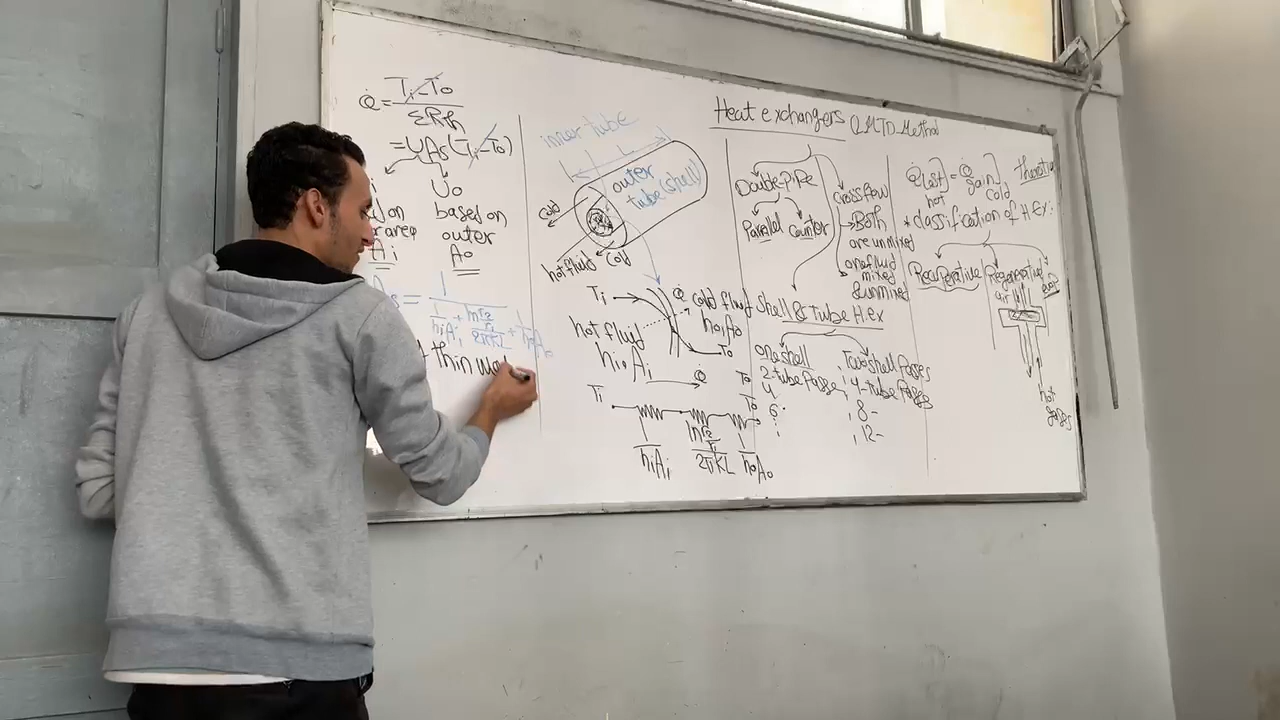 Heat exchangers
LMTD Method
Q̇ = Ti - To
ΣRth
= UAs (Ti - To)
Uo
based on
outer
Ao
on
area
Ai
= 1
1/hiAi + ln r2/r1 / 2πKL + 1/hoAo
thin wa
inner tube
outer
tube (shell)
cold
hot fluid
cold
Ti
Q̇
cold fluid
ho, Ao
hot fluid
hi, Ai
To
Q̇
Ti
To
1/hiAi
ln r2/r1 / 2πKL
1/hoAo
Double-Pipe
Parallel Counter
Cross flow
Both
are unmixed
one fluid
mixed
& unmixed
Shell & Tube H.ex
one shell
2-tube Passe
4
6
Two shell Passes
4-tube Passes
8-
12-
Q̇ lost] = Q̇ gain]
hot cold
* classification of H.ex:
Recuperative
Regenerative
air
Hot
gases